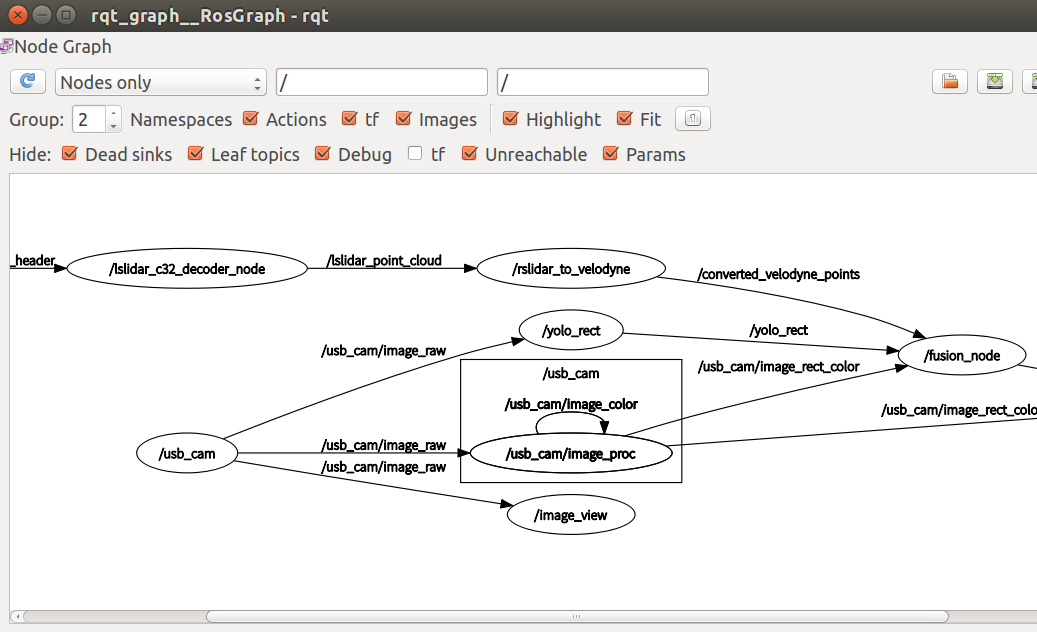 rqt_graph__RosGraph - rqt
Node Graph
Nodes only / /
Group: 2 Namespaces Actions tf Images Highlight Fit
Hide: Dead sinks Leaf topics Debug tf Unreachable Params
_header
/lslidar_c32_decoder_node
/lslidar_point_cloud
/rslidar_to_velodyne
/converted_velodyne_points
/usb_cam/image_raw
/yolo_rect
/yolo_rect
/fusion_node
/usb_cam
/usb_cam/image_rect_color
/usb_cam/image_color
/usb_cam/image_rect_colo
/usb_cam
/usb_cam/image_raw
/usb_cam/image_proc
/usb_cam/image_raw
/image_view